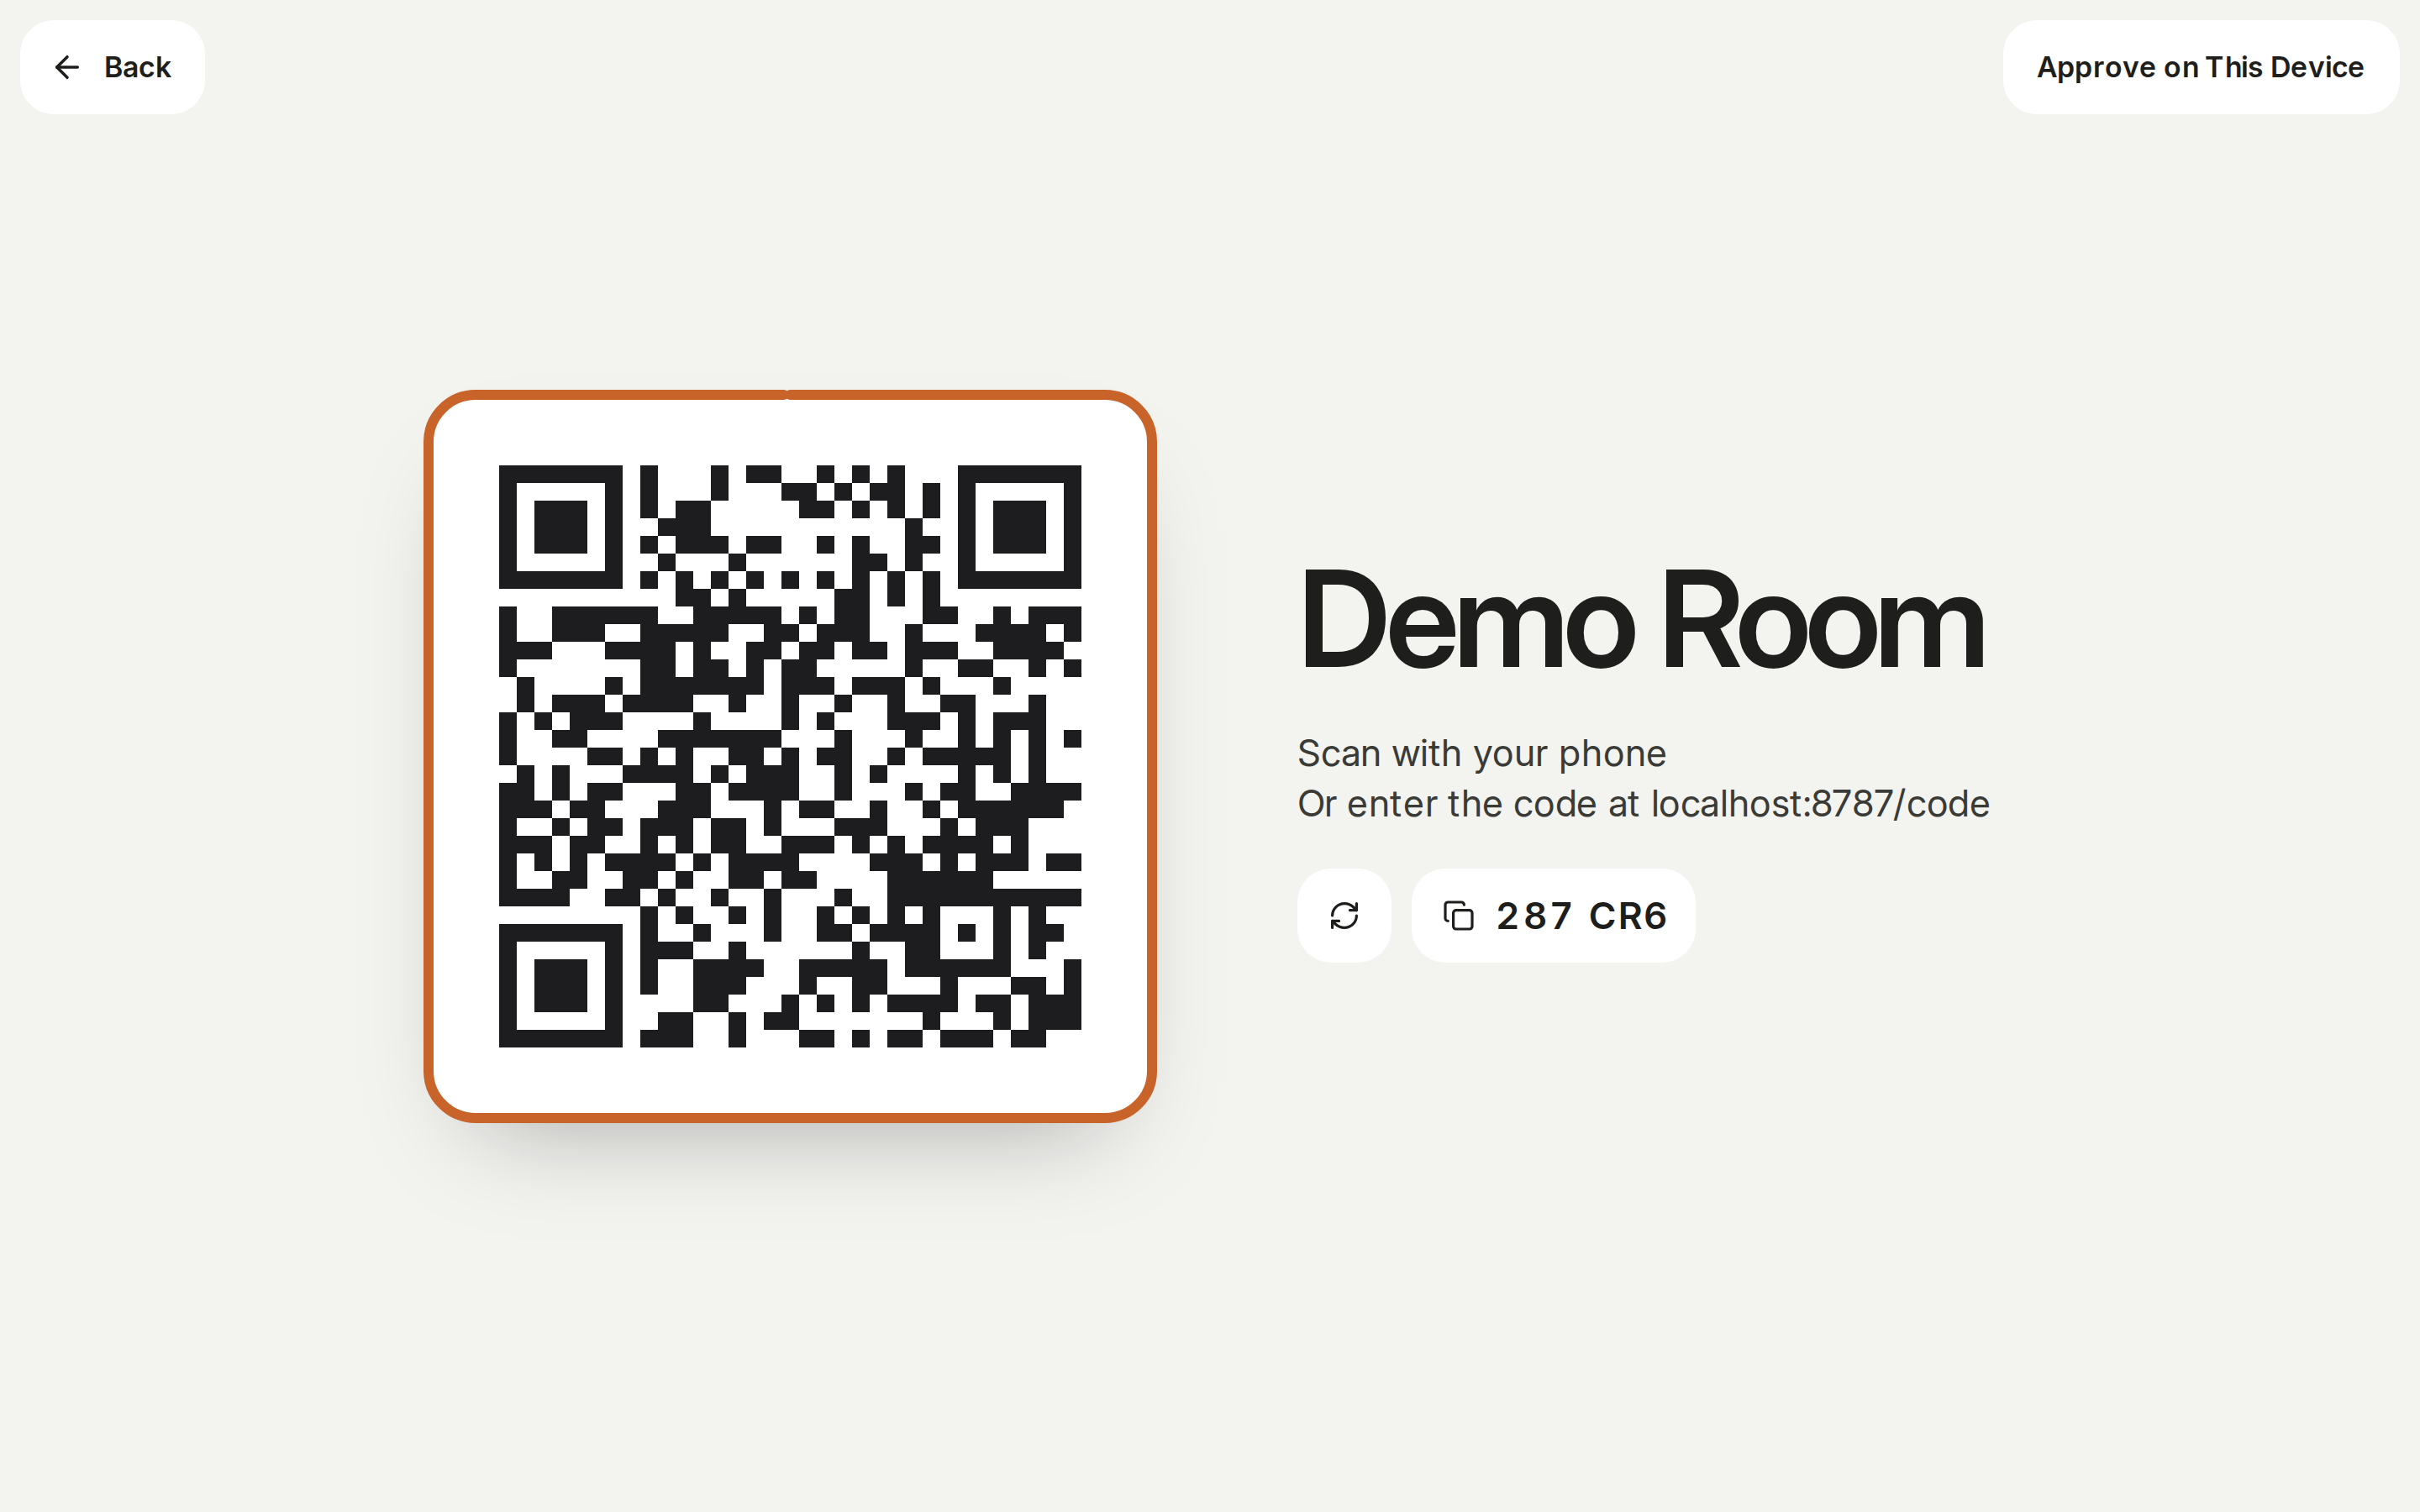 Back
Approve on This Device
Demo Room
Scan with your phone
Or enter the code at localhost:8787/code
287 CR6